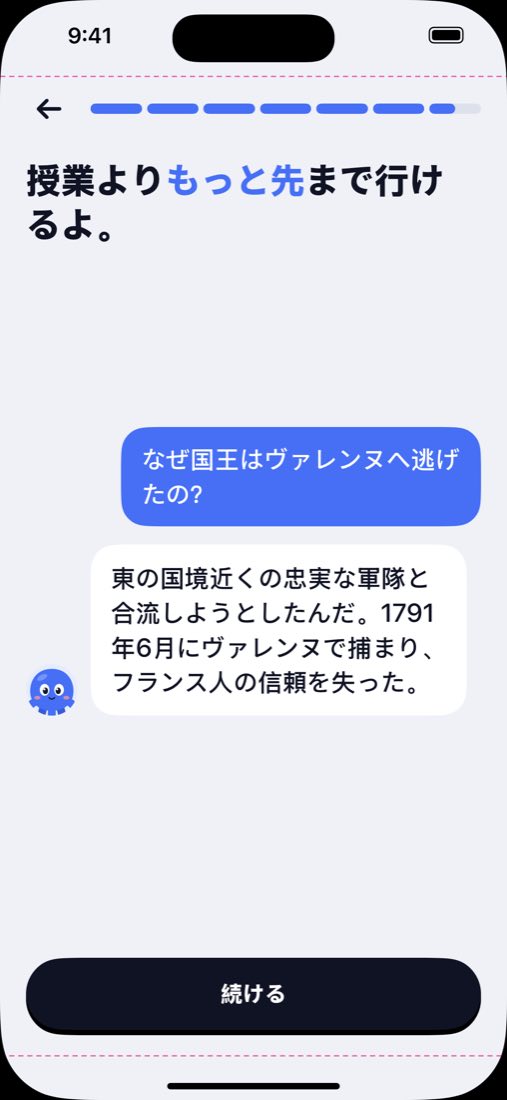 9:41
授業よりもっと先まで行け
るよ。
なぜ国王はヴァレンヌへ逃げ
たの?
東の国境近くの忠実な軍隊と
合流しようとしたんだ。1791
年6月にヴァレンヌで捕まり、
フランス人の信頼を失った。
続ける